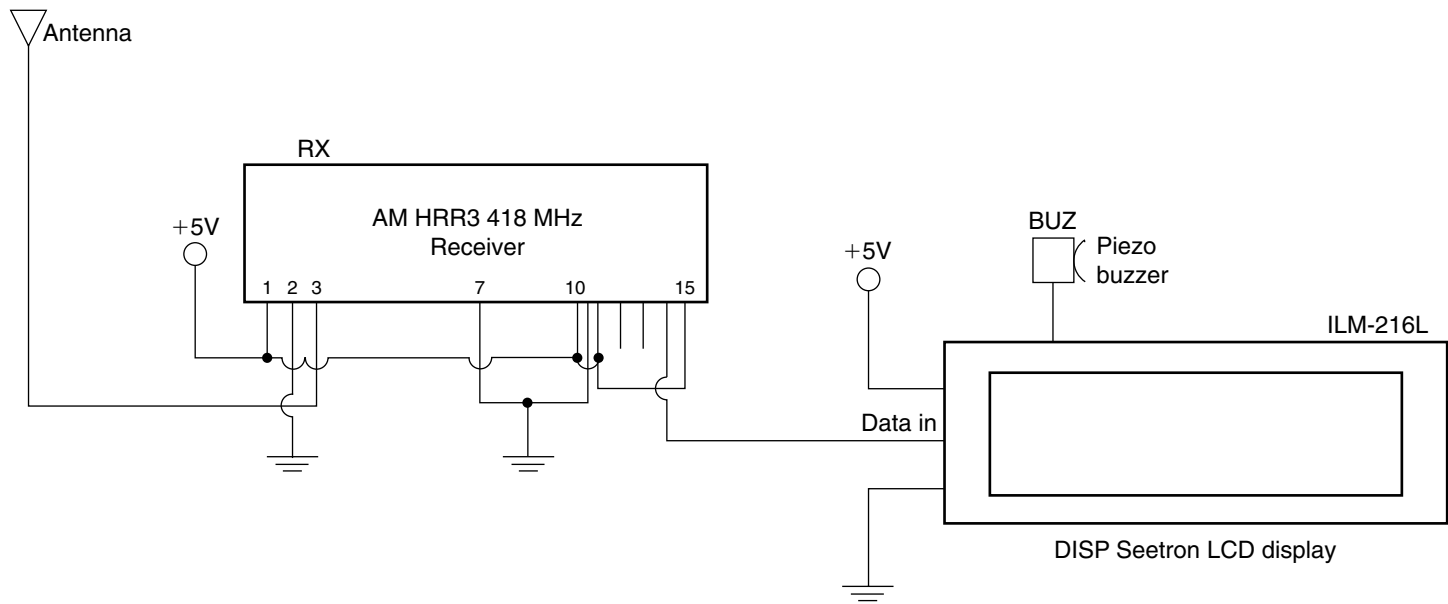 Antenna
RX
AM HRR3 418 MHz
Receiver
+5V
1 2 3 7 10 15
+5V
BUZ
Piezo
buzzer
ILM-216L
Data in
DISP Seetron LCD display